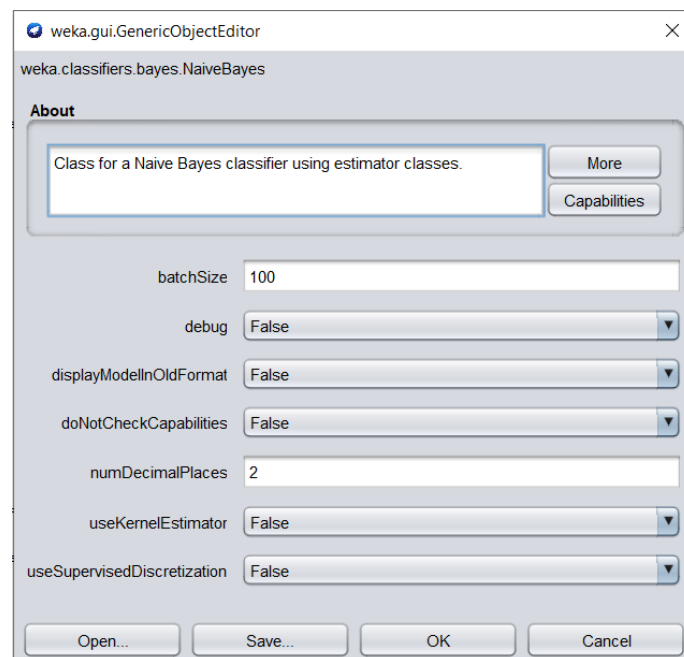 weka.gui.GenericObjectEditor
weka.classifiers.bayes.NaiveBayes
About
Class for a Naive Bayes classifier using estimator classes.
More
Capabilities
batchSize 100
debug False
displayModelInOldFormat False
doNotCheckCapabilities False
numDecimalPlaces 2
useKernelEstimator False
useSupervisedDiscretization False
Open... Save... OK Cancel